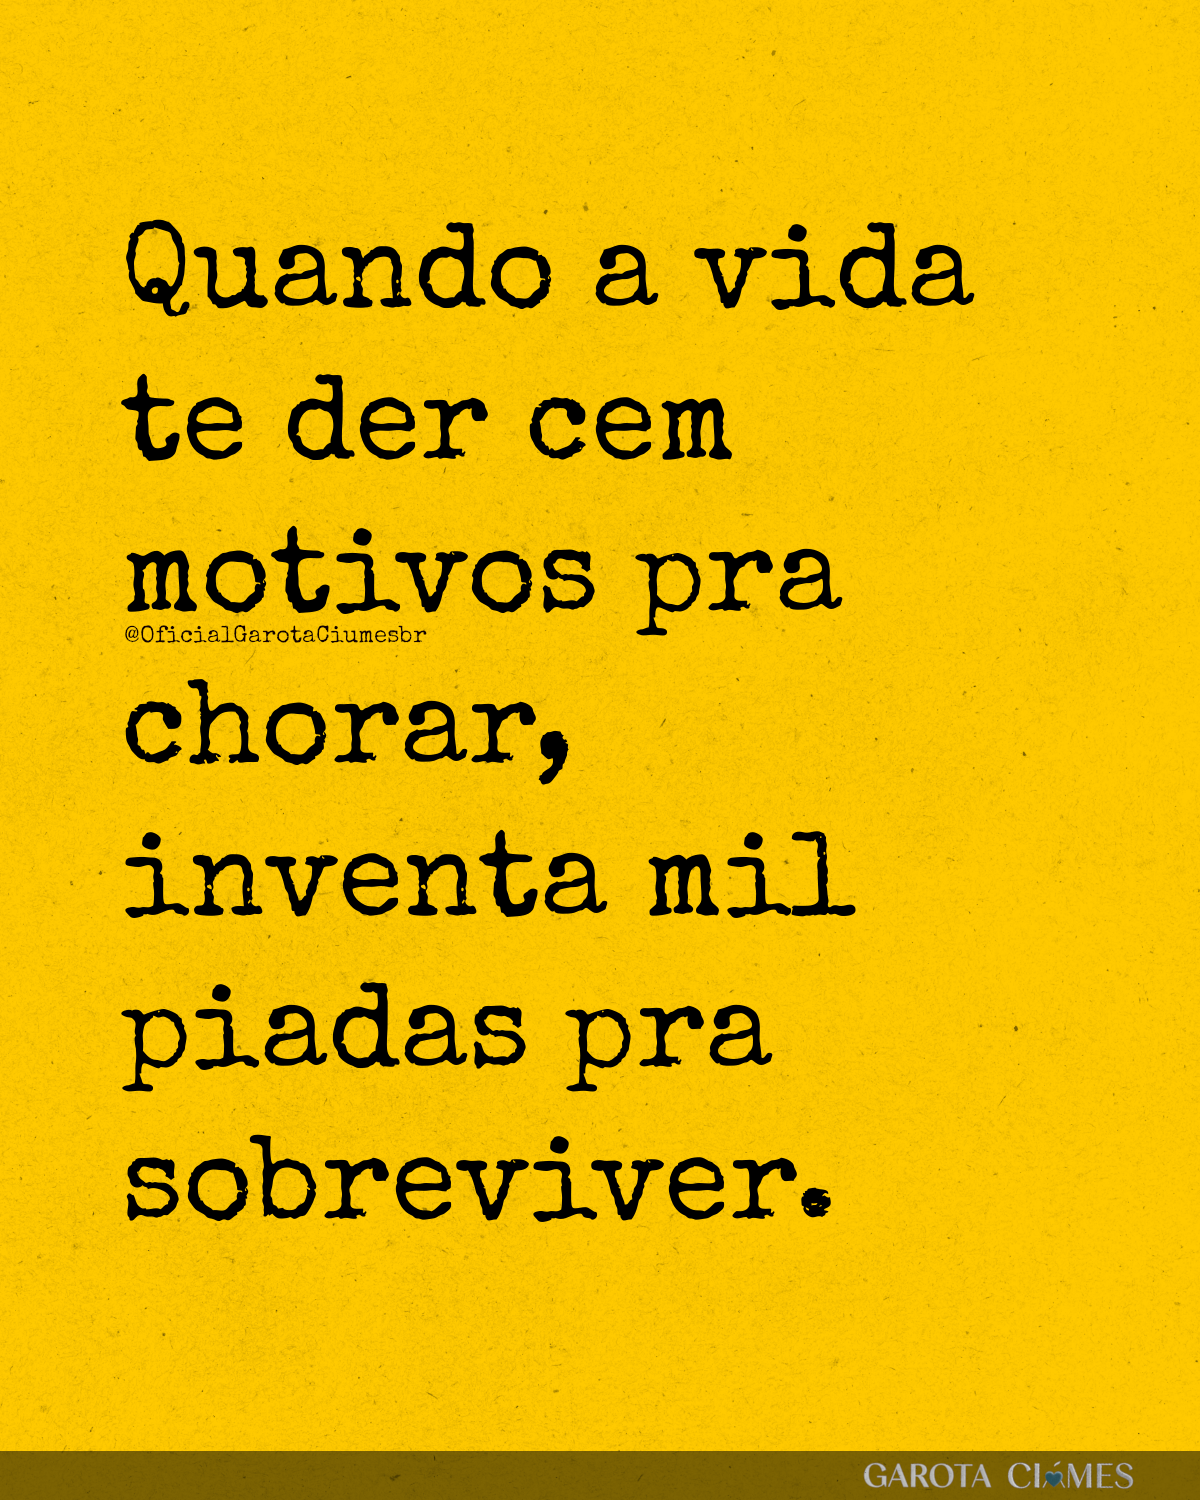 Quando a vida
te der cem
motivos pra
@OficialGarotaCiumesbr
chorar,
inventa mil
piadas pra
sobreviver.
GAROTA CIÚMES